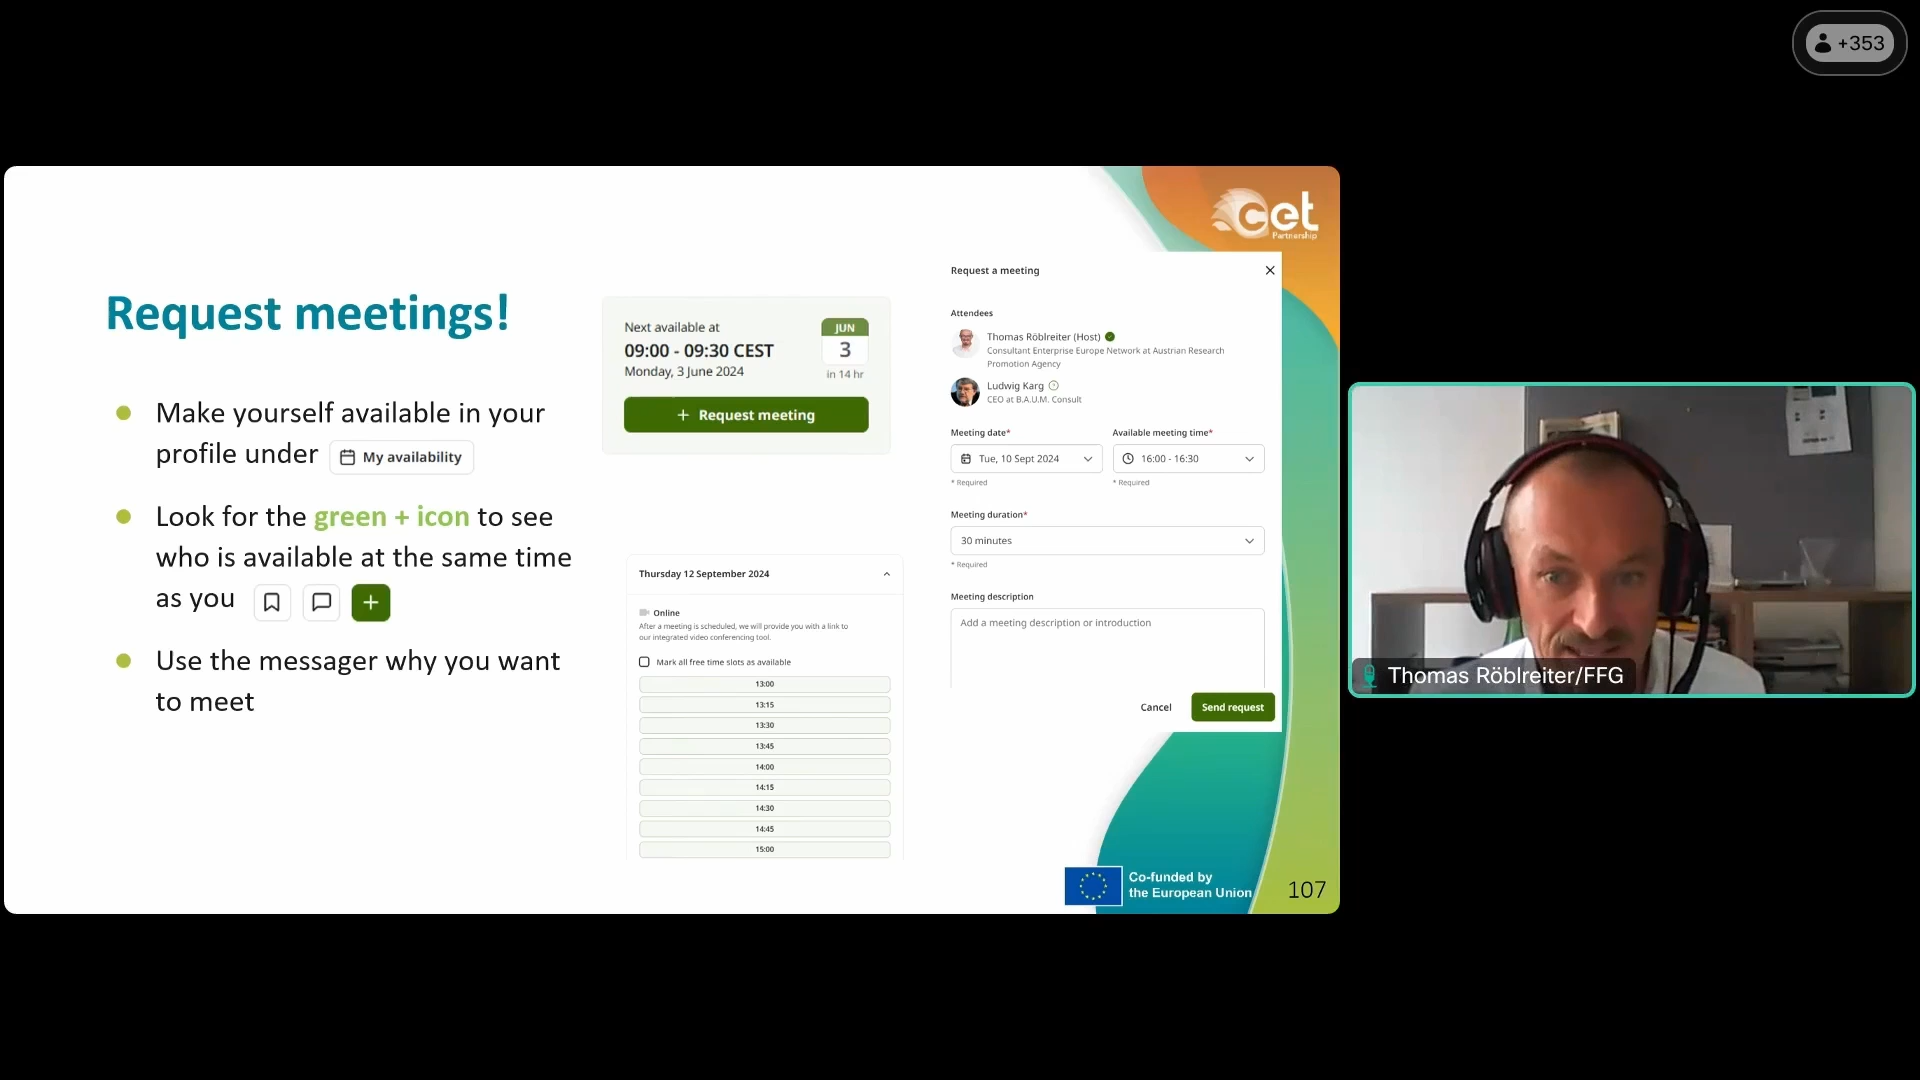 +353
cet
Partnership
Request meetings!
Make yourself available in your
profile under My availability
Look for the green + icon to see
who is available at the same time
as you
Use the messager why you want
to meet
Next available at
09:00 - 09:30 CEST
Monday, 3 June 2024
JUN
3
in 14 hr
+ Request meeting
Thursday 12 September 2024
Online
After a meeting is scheduled, we will provide you with a link to
our integrated video conferencing tool.
Mark all free time slots as available
13:00
13:15
13:30
13:45
14:00
14:15
14:30
14:45
15:00
Request a meeting
Attendees
Thomas Röblreiter (Host)
Consultant Enterprise Europe Network at Austrian Research
Promotion Agency
Ludwig Karg
CEO at B.A.U.M. Consult
Meeting date* Available meeting time*
Tue, 10 Sept 2024 16:00 - 16:30
* Required * Required
Meeting duration*
30 minutes
* Required
Meeting description
Add a meeting description or introduction
Cancel Send request
Co-funded by
the European Union
107
Thomas Röblreiter/FFG